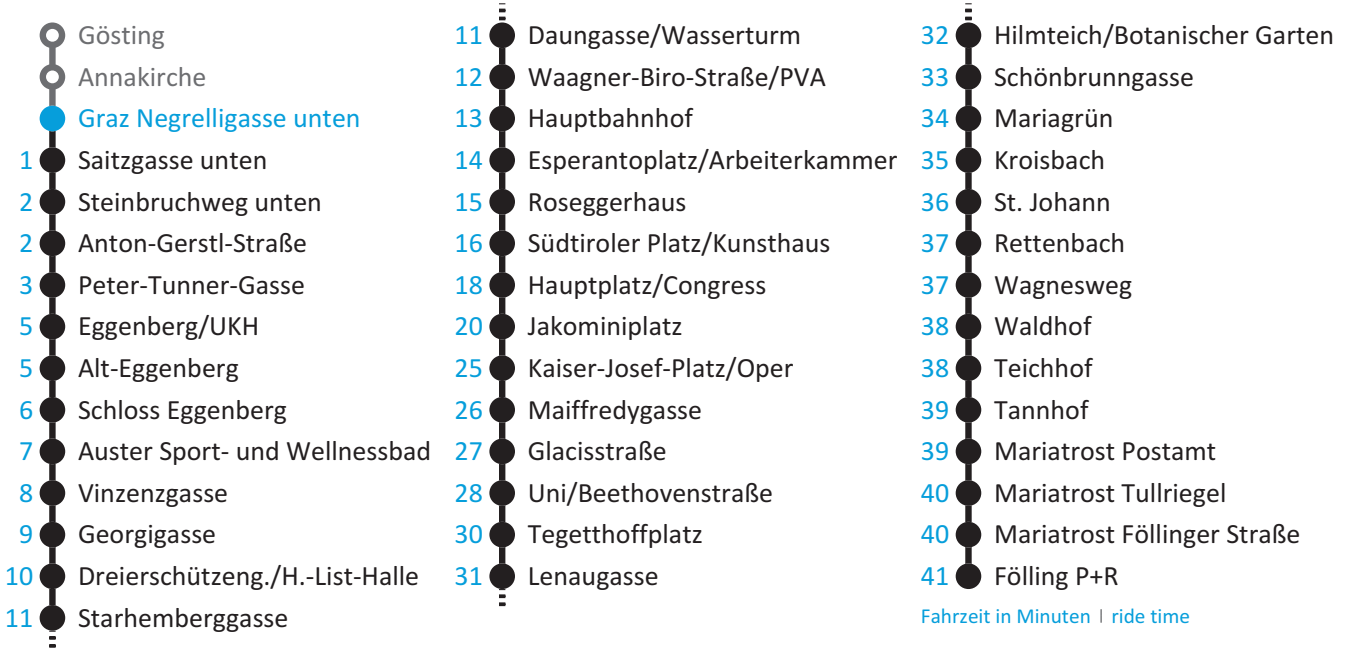 Gösting
Annakirche
Graz Negrelligasse unten
1 Saitzgasse unten
2 Steinbruchweg unten
2 Anton-Gerstl-Straße
3 Peter-Tunner-Gasse
5 Eggenberg/UKH
5 Alt-Eggenberg
6 Schloss Eggenberg
7 Auster Sport- und Wellnessbad
8 Vinzenzgasse
9 Georgigasse
10 Dreierschützeng./H.-List-Halle
11 Starhemberggasse
11 Daungasse/Wasserturm
12 Waagner-Biro-Straße/PVA
13 Hauptbahnhof
14 Esperantoplatz/Arbeiterkammer
15 Roseggerhaus
16 Südtiroler Platz/Kunsthaus
18 Hauptplatz/Congress
20 Jakominiplatz
25 Kaiser-Josef-Platz/Oper
26 Maiffredygasse
27 Glacisstraße
28 Uni/Beethovenstraße
30 Tegetthoffplatz
31 Lenaugasse
32 Hilmteich/Botanischer Garten
33 Schönbrunngasse
34 Mariagrün
35 Kroisbach
36 St. Johann
37 Rettenbach
37 Wagnesweg
38 Waldhof
38 Teichhof
39 Tannhof
39 Mariatrost Postamt
40 Mariatrost Tullriegel
40 Mariatrost Föllinger Straße
41 Fölling P+R
Fahrzeit in Minuten | ride time